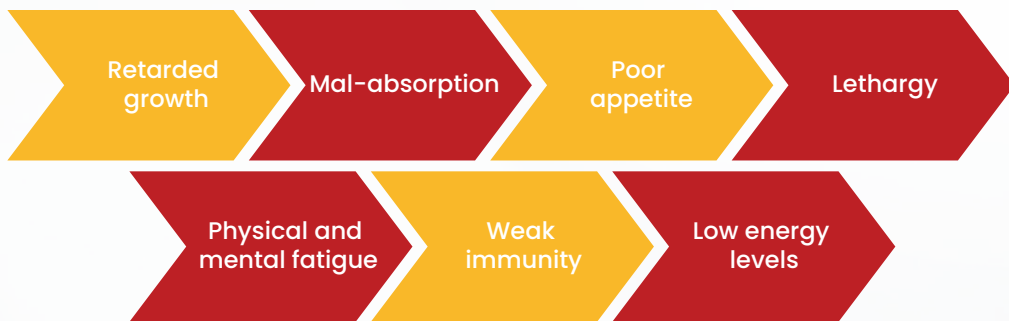 Retarded
growth
Mal-absorption
Poor
appetite
Lethargy
Physical and
mental fatigue
Weak
immunity
Low energy
levels